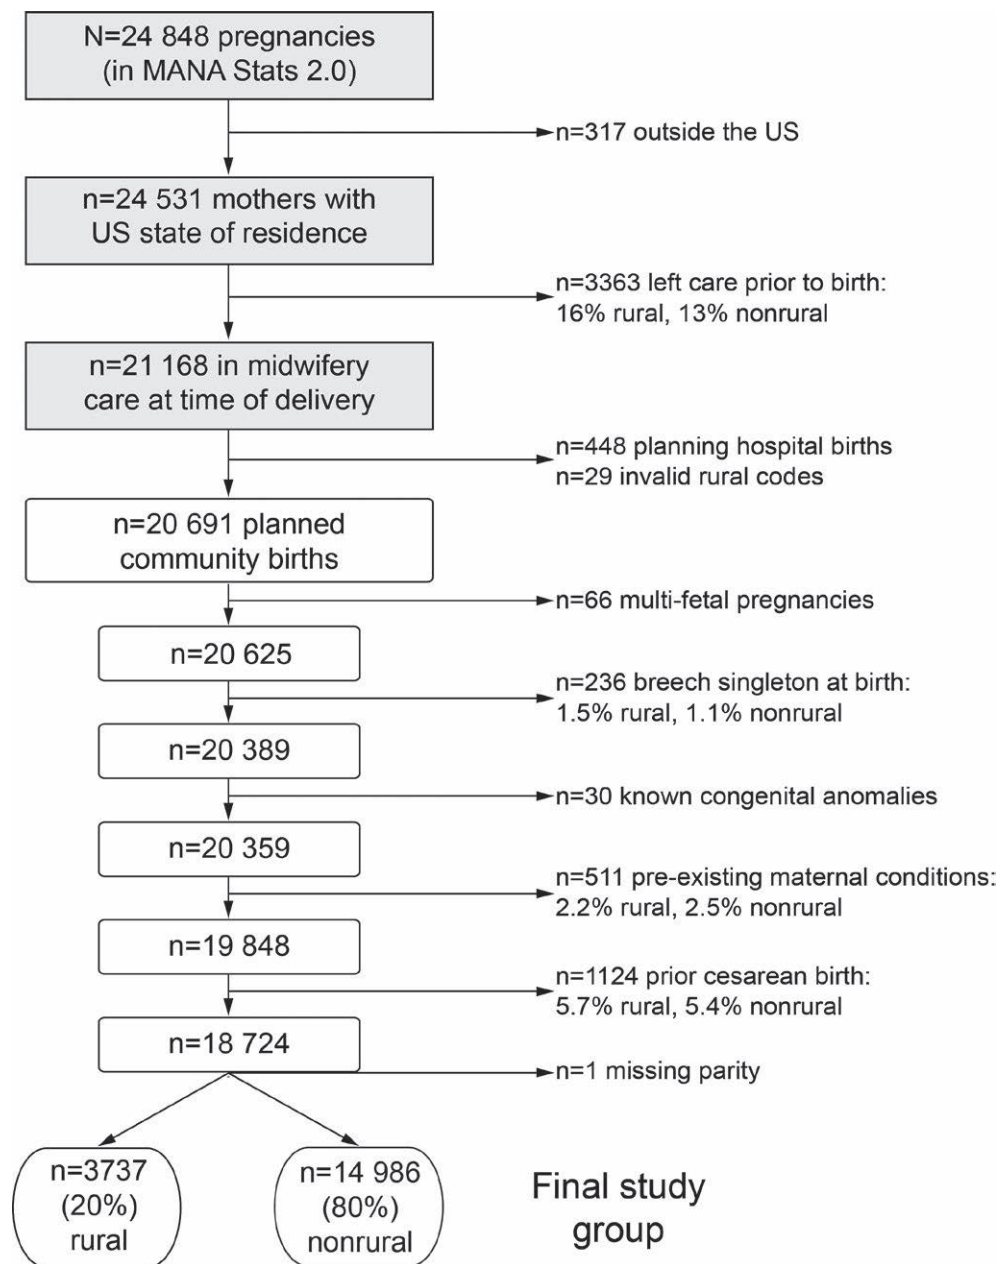 N=24 848 pregnancies
(in MANA Stats 2.0)
n=317 outside the US
n=24 531 mothers with
US state of residence
n=3363 left care prior to birth:
16% rural, 13% nonrural
n=21 168 in midwifery
care at time of delivery
n=448 planning hospital births
n=29 invalid rural codes
n=20 691 planned
community births
n=66 multi-fetal pregnancies
n=20 625
n=236 breech singleton at birth:
1.5% rural, 1.1% nonrural
n=20 389
n=30 known congenital anomalies
n=20 359
n=511 pre-existing maternal conditions:
2.2% rural, 2.5% nonrural
n=19 848
n=1124 prior cesarean birth:
5.7% rural, 5.4% nonrural
n=18 724
n=1 missing parity
n=3737
(20%)
rural
n=14 986
(80%)
nonrural
Final study
group